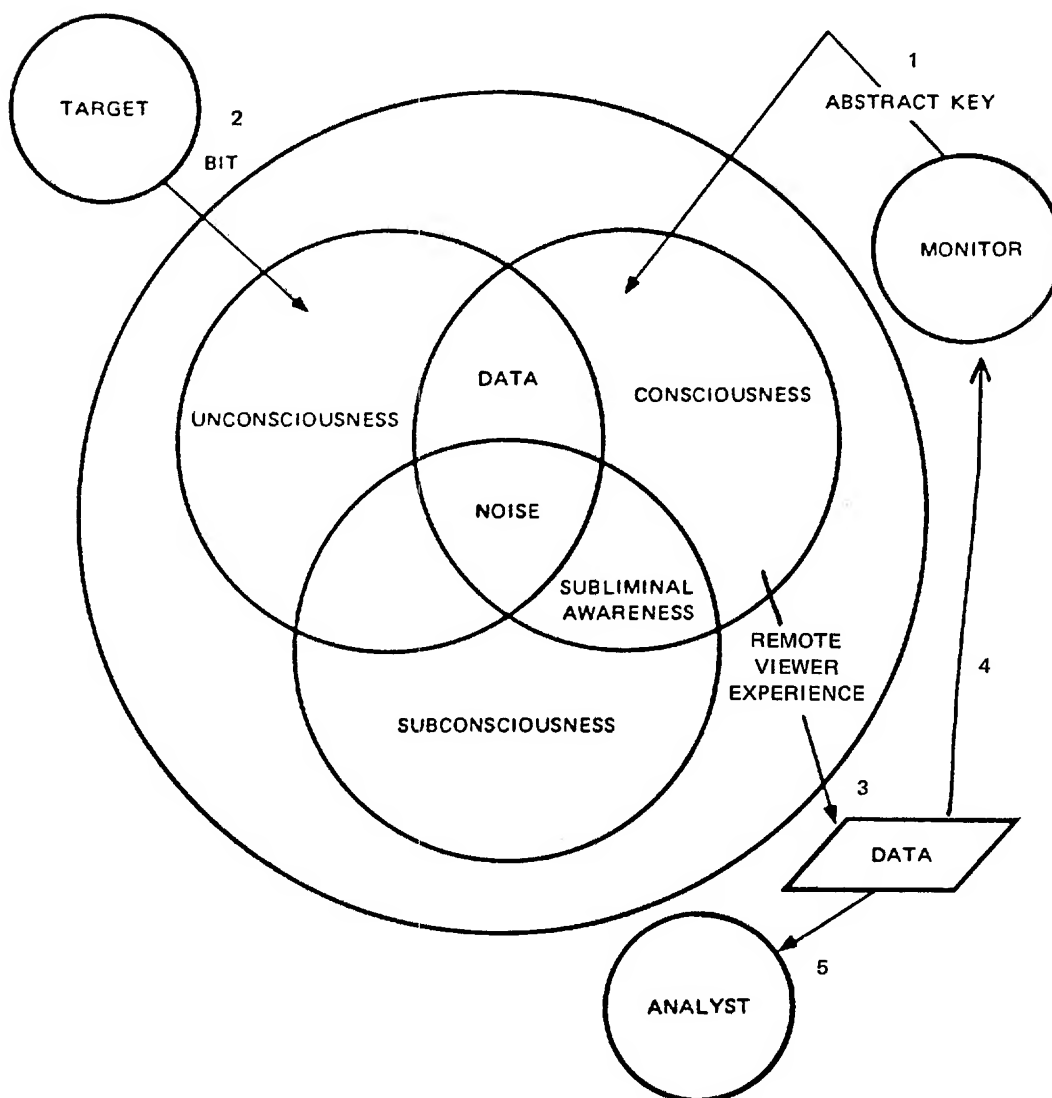 1
ABSTRACT KEY
TARGET
2
BIT
MONITOR
DATA
UNCONSCIOUSNESS
CONSCIOUSNESS
NOISE
SUBLIMINAL
AWARENESS
REMOTE
VIEWER
EXPERIENCE
4
SUBCONSCIOUSNESS
3
DATA
5
ANALYST